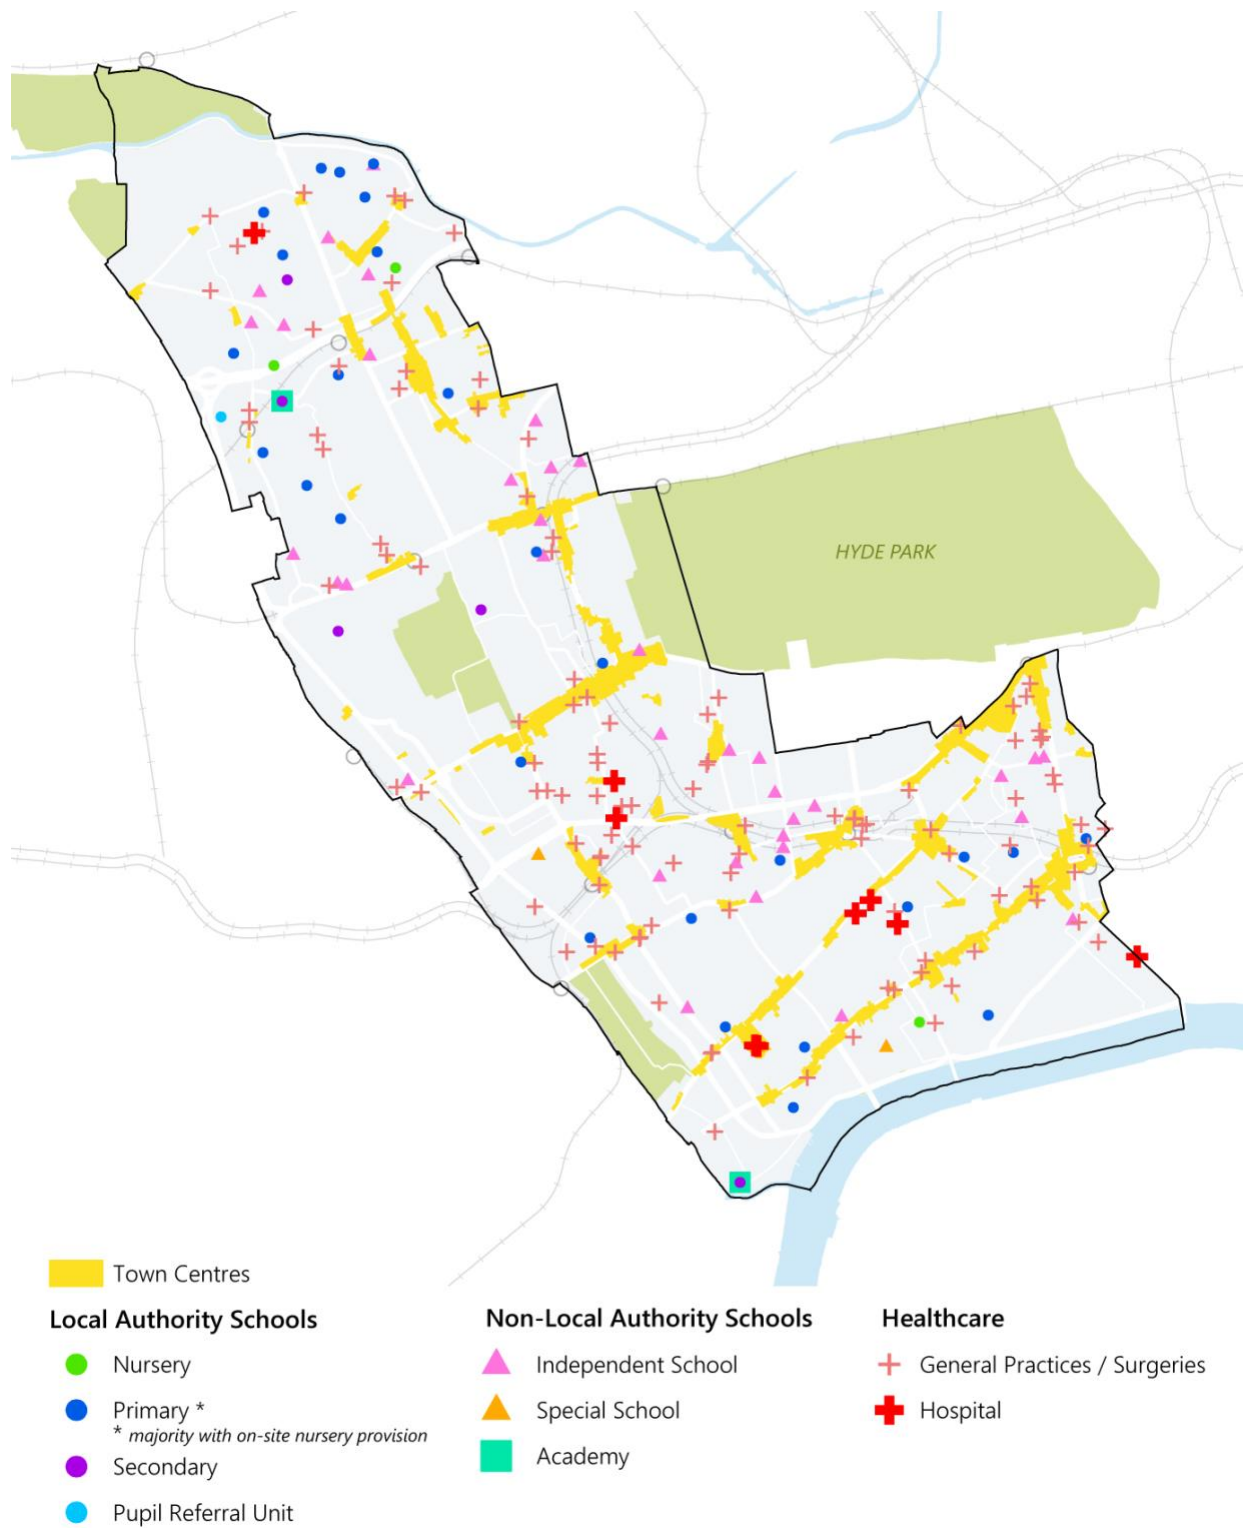 HYDE PARK
Town Centres
Local Authority Schools
Nursery
Primary *
* majority with on-site nursery provision
Secondary
Pupil Referral Unit
Non-Local Authority Schools
Independent School
Special School
Academy
Healthcare
General Practices / Surgeries
Hospital